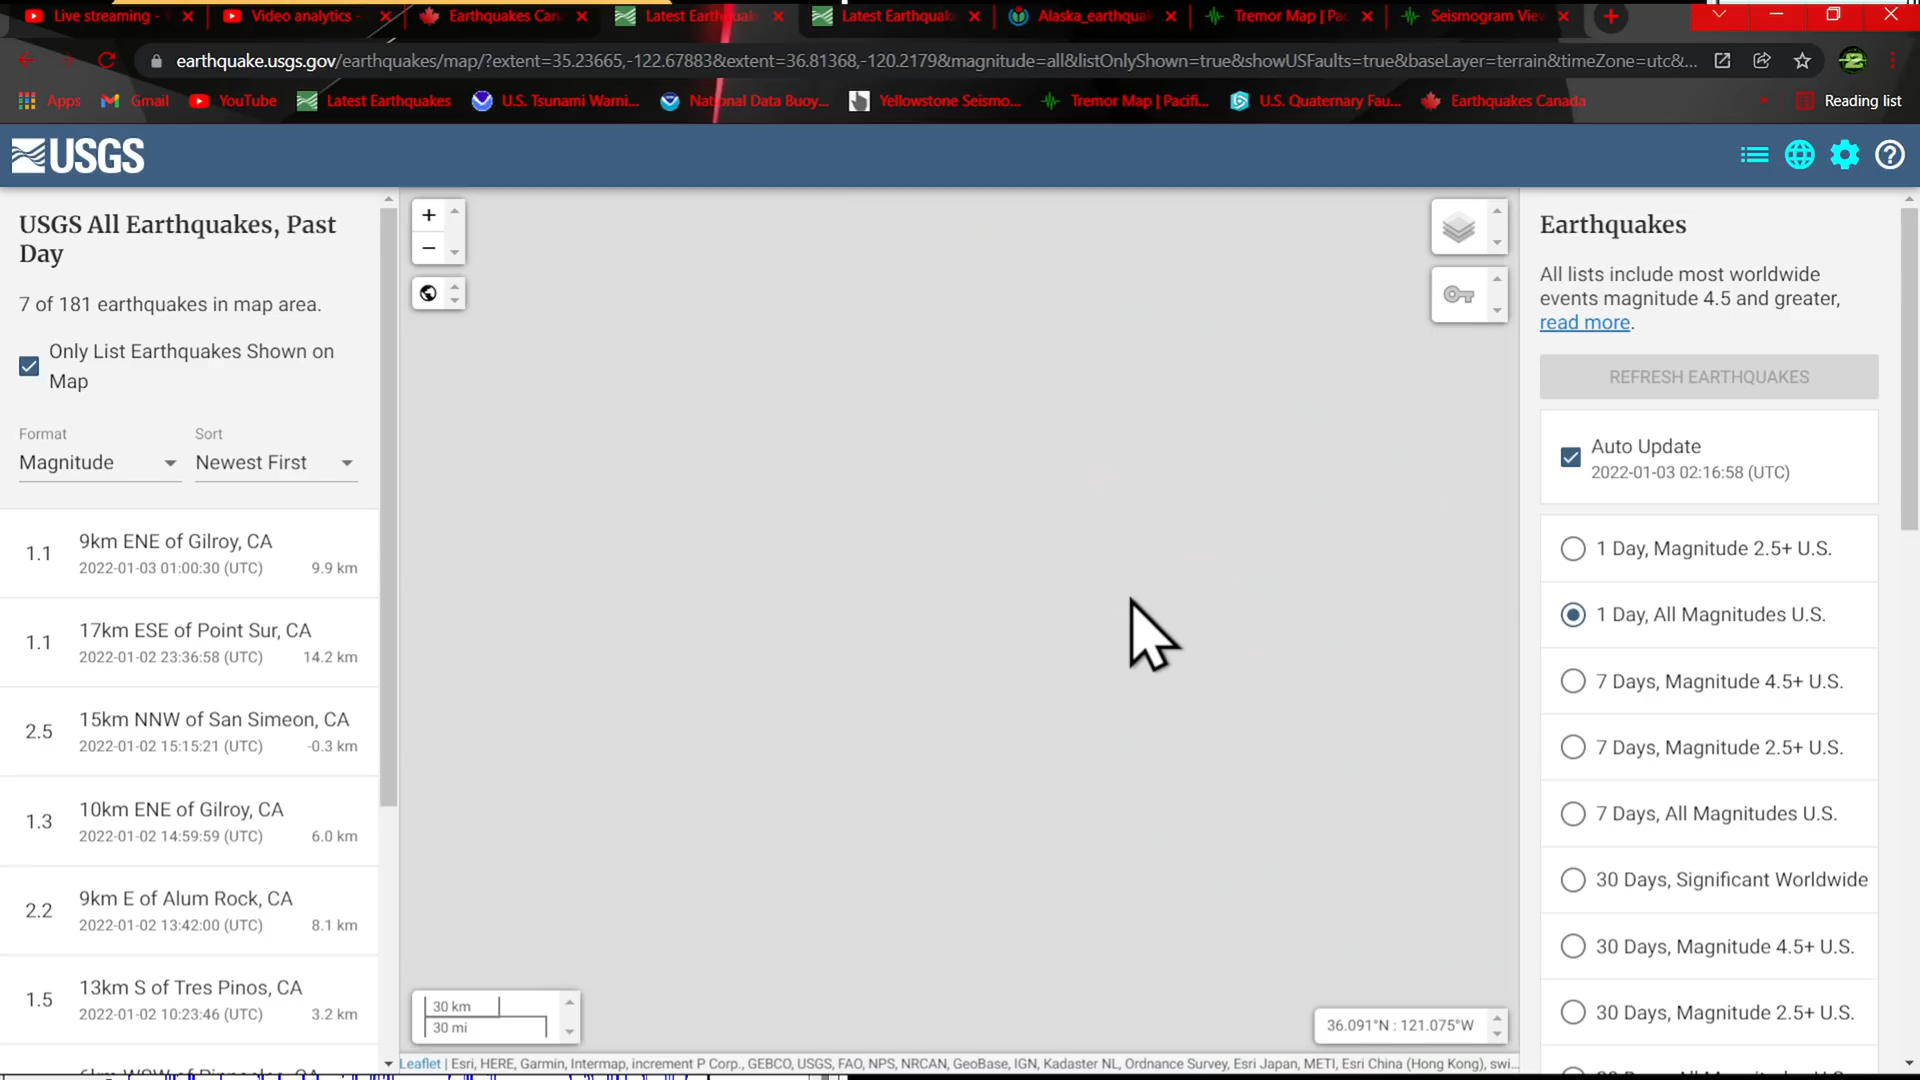 Live streaming -
Video analytics -
Earthquakes Can
Latest Earthquak
Latest Earthquak
Alaska_earthqua
Tremor Map | Pac
Seismogram View
earthquake.usgs.gov/earthquakes/map/?extent=35.23665,-122.67883&extent=36.81368,-120.2179&magnitude=all&listOnlyShown=true&showUSFaults=true&baseLayer=terrain&timeZone=utc&...
Apps
Gmail
YouTube
Latest Earthquakes
U.S. Tsunami Warni...
National Data Buoy...
Yellowstone Seismo...
Tremor Map | Pacifi...
U.S. Quaternary Fau...
Earthquakes Canada
Reading list
USGS
USGS All Earthquakes, Past
Day
7 of 181 earthquakes in map area.
Only List Earthquakes Shown on
Map
Format
Magnitude
Sort
Newest First
1.1
9km ENE of Gilroy, CA
2022-01-03 01:00:30 (UTC) 9.9 km
1.1
17km ESE of Point Sur, CA
2022-01-02 23:36:58 (UTC) 14.2 km
2.5
15km NNW of San Simeon, CA
2022-01-02 15:15:21 (UTC) -0.3 km
1.3
10km ENE of Gilroy, CA
2022-01-02 14:59:59 (UTC) 6.0 km
2.2
9km E of Alum Rock, CA
2022-01-02 13:42:00 (UTC) 8.1 km
1.5
13km S of Tres Pinos, CA
2022-01-02 10:23:46 (UTC) 3.2 km
+
−
30 km
30 mi
36.091°N : 121.075°W
Leaflet | Esri, HERE, Garmin, Intermap, increment P Corp., GEBCO, USGS, FAO, NPS, NRCAN, GeoBase, IGN, Kadaster NL, Ordnance Survey, Esri Japan, METI, Esri China (Hong Kong), swi...
Earthquakes
All lists include most worldwide
events magnitude 4.5 and greater,
read more.
REFRESH EARTHQUAKES
Auto Update
2022-01-03 02:16:58 (UTC)
1 Day, Magnitude 2.5+ U.S.
1 Day, All Magnitudes U.S.
7 Days, Magnitude 4.5+ U.S.
7 Days, Magnitude 2.5+ U.S.
7 Days, All Magnitudes U.S.
30 Days, Significant Worldwide
30 Days, Magnitude 4.5+ U.S.
30 Days, Magnitude 2.5+ U.S.